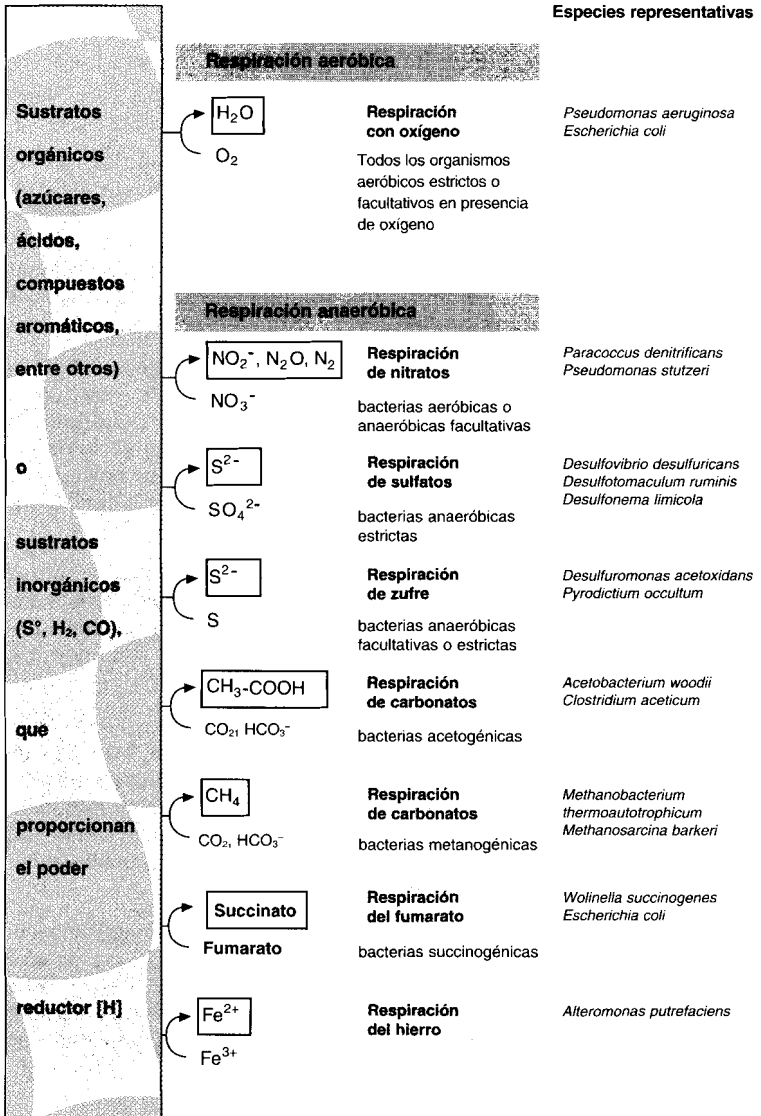 Especies representativas
Respiración aeróbica
Sustratos
orgánicos
(azúcares,
ácidos,
compuestos
aromáticos,
entre otros)
o
sustratos
inorgánicos
(S°, H₂, CO),
que
proporcionan
el poder
reductor [H]
H₂O
O₂
Respiración
con oxígeno
Todos los organismos
aeróbicos estrictos o
facultativos en presencia
de oxígeno
Pseudomonas aeruginosa
Escherichia coli
Respiración anaeróbica
NO₂⁻, N₂O, N₂
NO₃⁻
Respiración
de nitratos
bacterias aeróbicas o
anaeróbicas facultativas
Paracoccus denitrificans
Pseudomonas stutzeri
S²⁻
SO₄²⁻
Respiración
de sulfatos
bacterias anaeróbicas
estrictas
Desulfovibrio desulfuricans
Desulfotomaculum ruminis
Desulfonema limicola
S²⁻
S
Respiración
de zufre
bacterias anaeróbicas
facultativas o estrictas
Desulfuromonas acetoxidans
Pyrodictium occultum
CH₃-COOH
CO₂₁ HCO₃⁻
Respiración
de carbonatos
bacterias acetogénicas
Acetobacterium woodii
Clostridium aceticum
CH₄
CO₂, HCO₃⁻
Respiración
de carbonatos
bacterias metanogénicas
Methanobacterium
thermoautotrophicum
Methanosarcina barkeri
Succinato
Fumarato
Respiración
del fumarato
bacterias succinogénicas
Wolinella succinogenes
Escherichia coli
Fe²⁺
Fe³⁺
Respiración
del hierro
Alteromonas putrefaciens